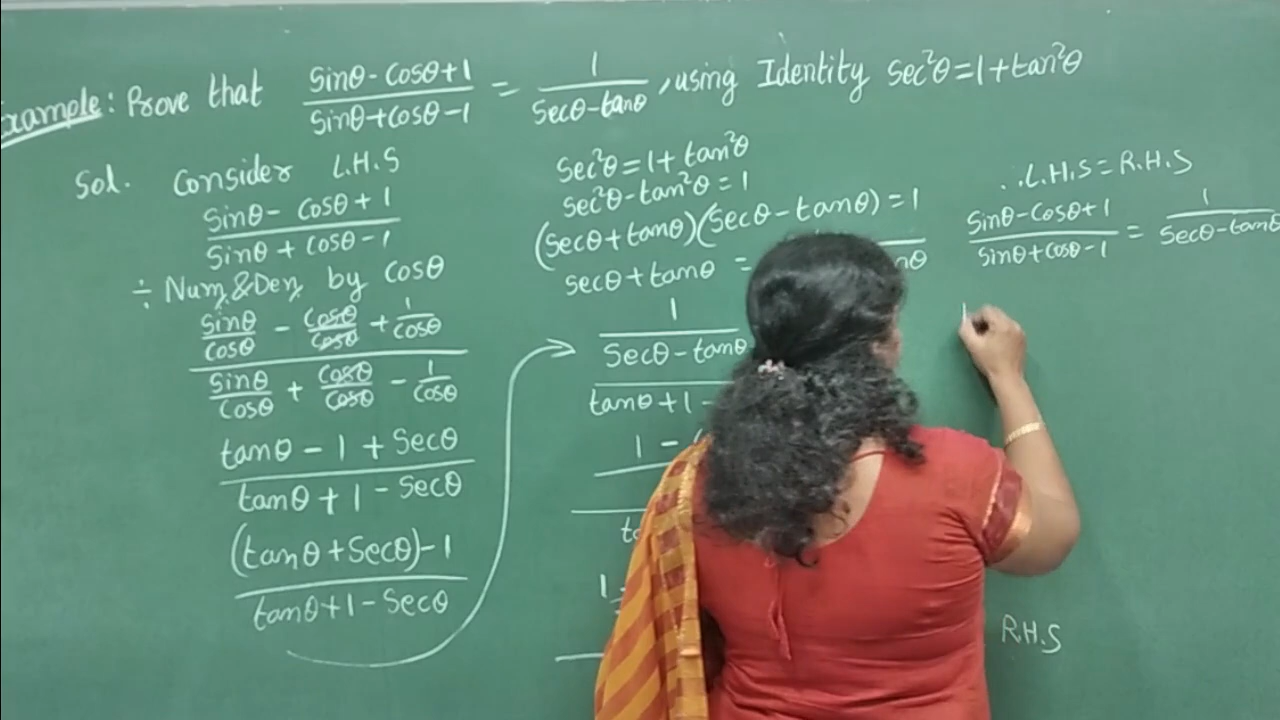 Example: Prove that (sinθ - cosθ + 1)/(sinθ + cosθ - 1) = 1/(secθ - tanθ), using Identity sec²θ = 1 + tan²θ
Sol. Consider L.H.S
(sinθ - cosθ + 1)/(sinθ + cosθ - 1)
÷ Num & Den by cosθ
(sinθ/cosθ - cosθ/cosθ + 1/cosθ)/(sinθ/cosθ + cosθ/cosθ - 1/cosθ)
(tanθ - 1 + secθ)/(tanθ + 1 - secθ)
((tanθ + secθ) - 1)/(tanθ + 1 - secθ)
sec²θ = 1 + tan²θ
sec²θ - tan²θ = 1
(secθ + tanθ)(secθ - tanθ) = 1
secθ + tanθ =
1/(secθ - tanθ
tanθ + 1 -
1 -
1
R.H.S
∴ L.H.S = R.H.S
(sinθ - cosθ + 1)/(sinθ + cosθ - 1) = 1/(secθ - tanθ